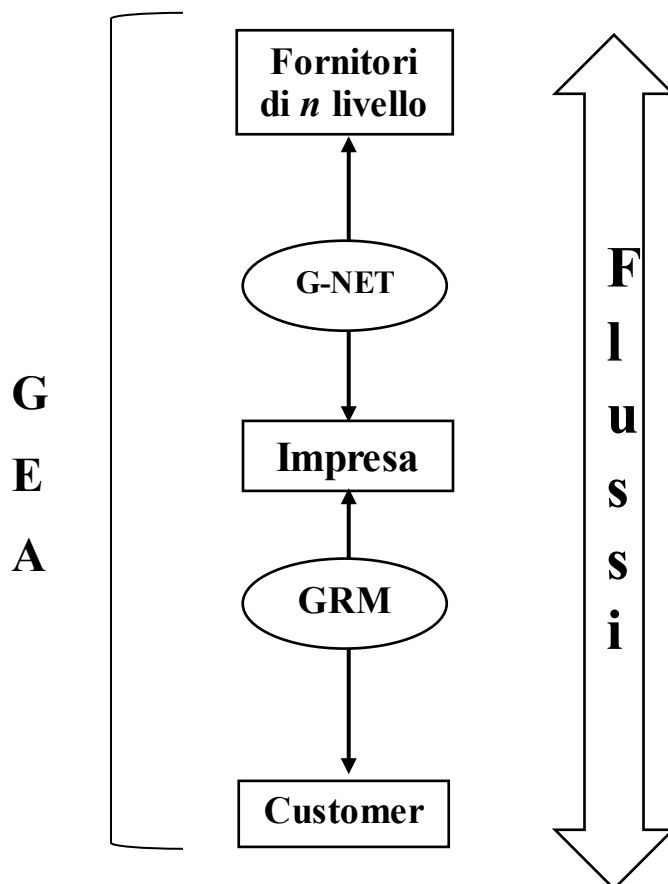 Fornitori
di n livello
G-NET
Impresa
GRM
Customer
G
E
A
F
l
u
s
s
i